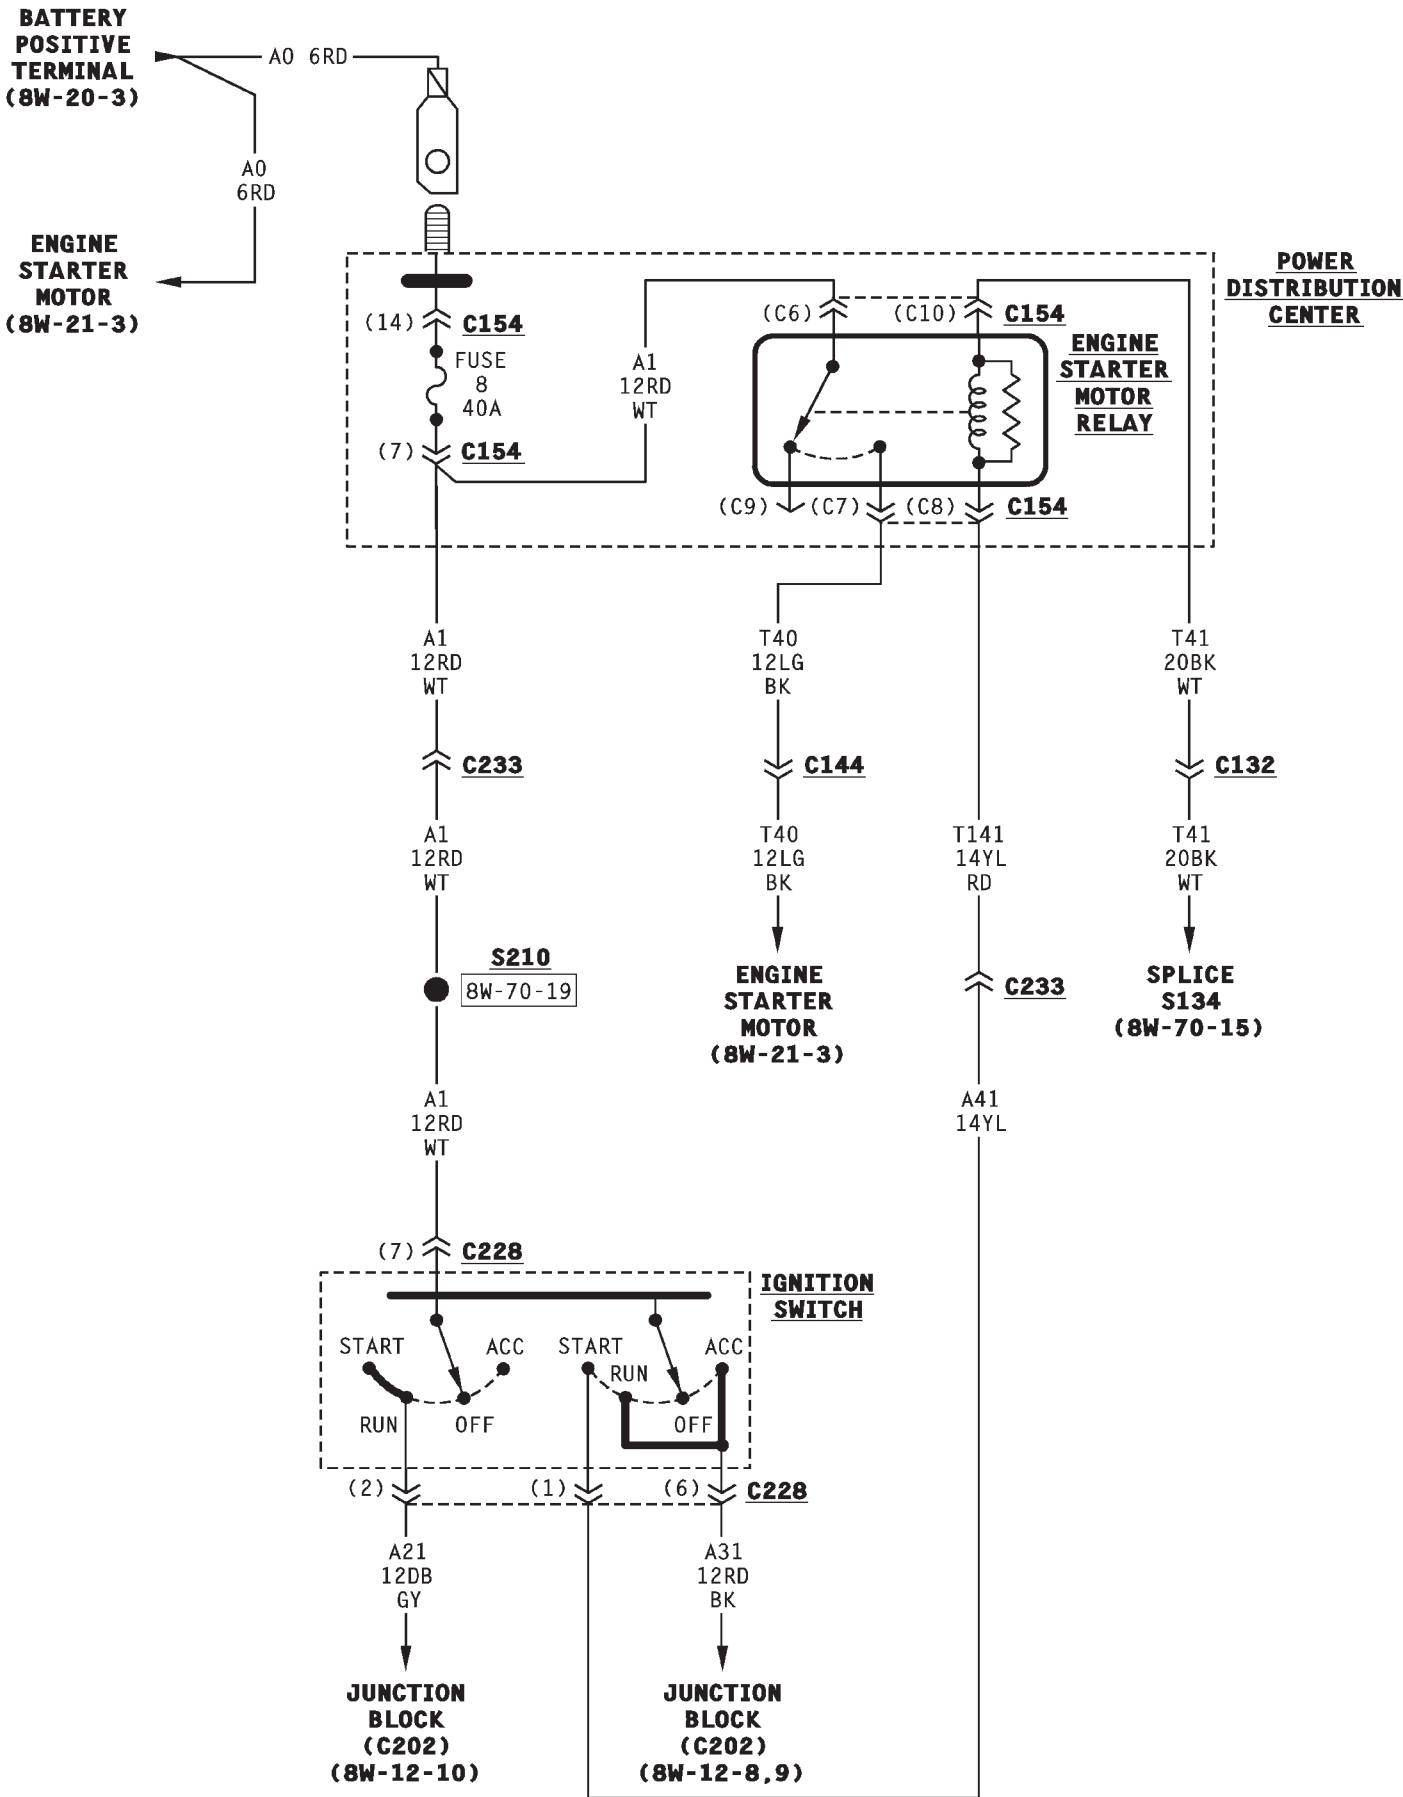 BATTERY
POSITIVE
TERMINAL
(8W-20-3)
A0 6RD
A0
6RD
ENGINE
STARTER
MOTOR
(8W-21-3)
POWER
DISTRIBUTION
CENTER
(14)
C154
FUSE
8
40A
(7)
C154
A1
12RD
WT
(C6)
(C10)
C154
ENGINE
STARTER
MOTOR
RELAY
(C9)
(C7)
(C8)
C154
A1
12RD
WT
T40
12LG
BK
T41
20BK
WT
C233
C144
C132
A1
12RD
WT
T40
12LG
BK
T141
14YL
RD
T41
20BK
WT
S210
8W-70-19
ENGINE
STARTER
MOTOR
(8W-21-3)
C233
SPLICE
S134
(8W-70-15)
A1
12RD
WT
A41
14YL
(7)
C228
IGNITION
SWITCH
START
ACC
RUN
OFF
START
ACC
RUN
OFF
(2)
(1)
(6)
C228
A21
12DB
GY
A31
12RD
BK
JUNCTION
BLOCK
(C202)
(8W-12-10)
JUNCTION
BLOCK
(C202)
(8W-12-8,9)